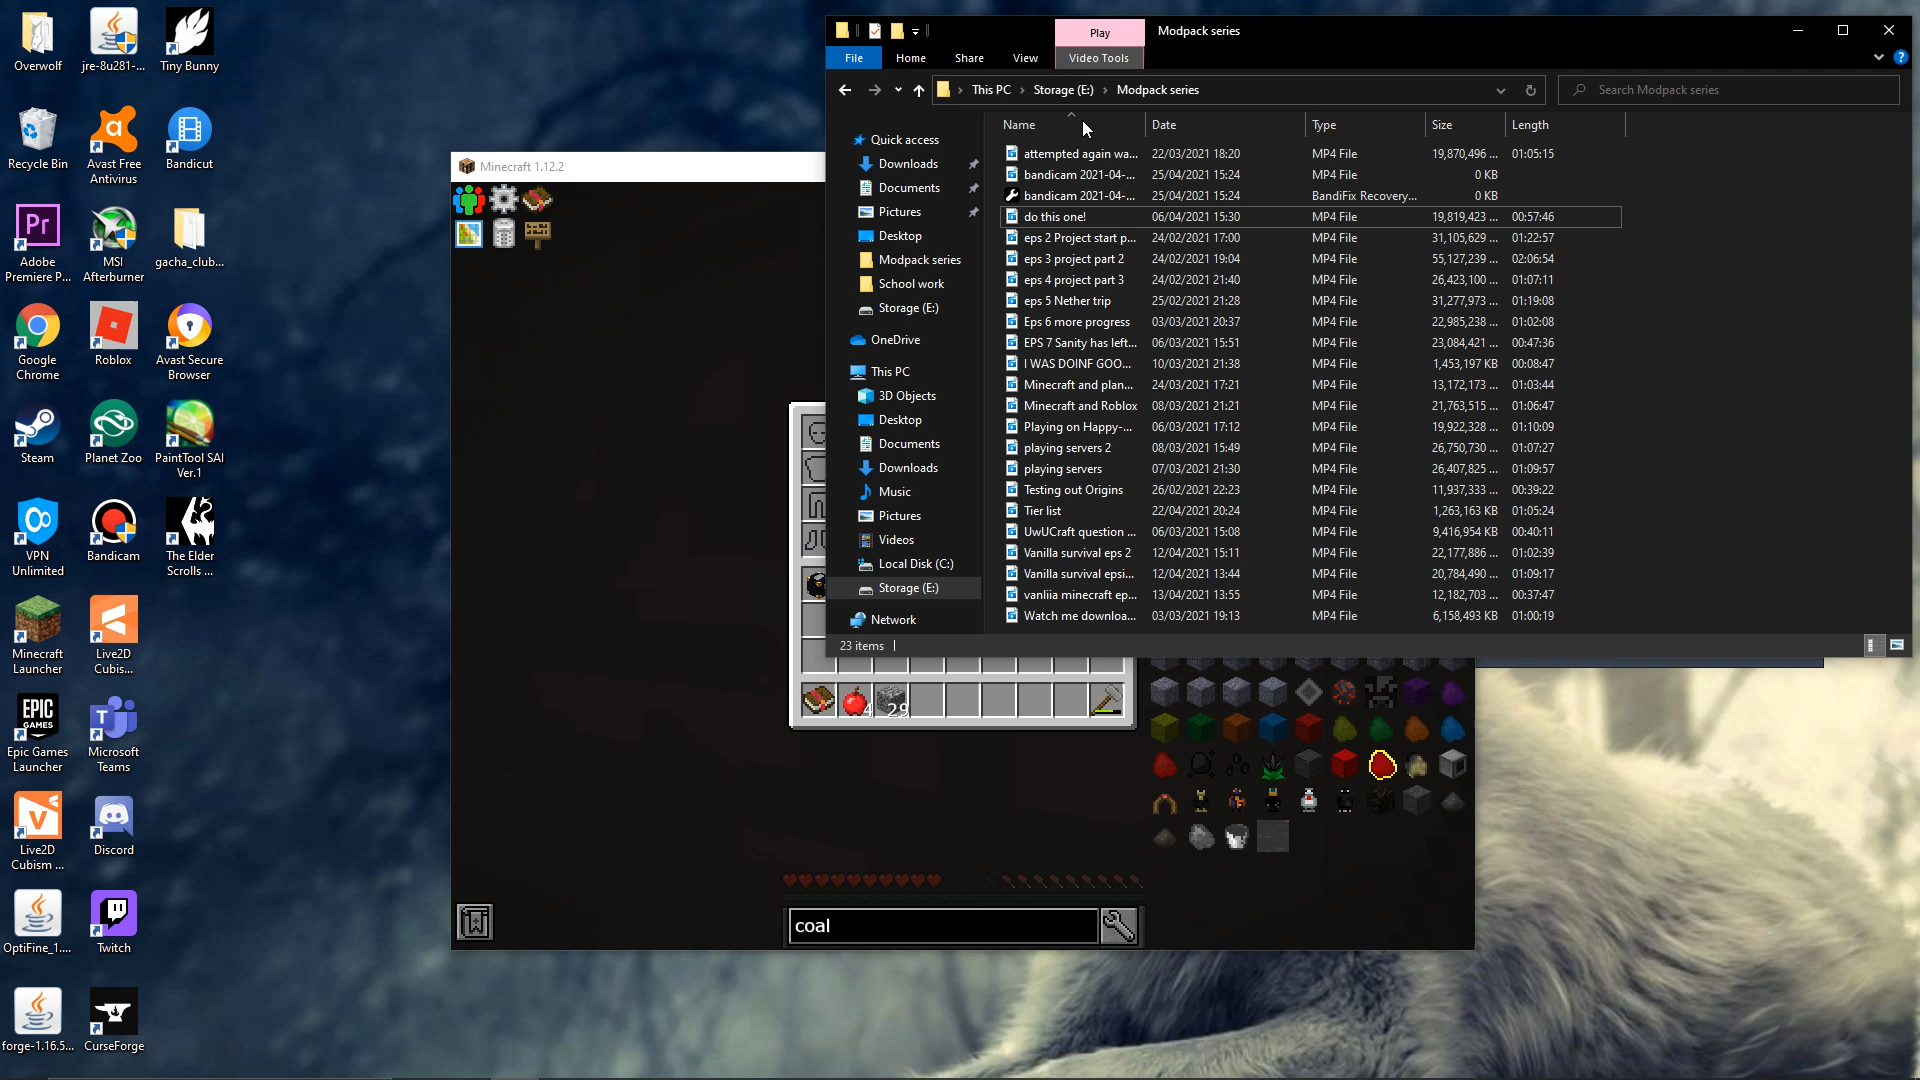 Overwolf
jre-8u281-...
Tiny Bunny
Recycle Bin
Avast Free
Antivirus
Bandicut
Adobe
Premiere P...
MSI
Afterburner
gacha_club...
Google
Chrome
Roblox
Avast Secure
Browser
Steam
Planet Zoo
PaintTool SAI
Ver.1
VPN
Unlimited
Bandicam
The Elder
Scrolls ...
Minecraft
Launcher
Live2D
Cubis...
Epic Games
Launcher
Microsoft
Teams
Live2D
Cubism ...
Discord
OptiFine_1....
Twitch
forge-1.16.5...
CurseForge
Pr
EPIC
GAMES
Minecraft 1.12.2
4
29
coal
Play
Modpack series
File
Home
Share
View
Video Tools
This PC
Storage (E:)
Modpack series
Search Modpack series
Quick access
Downloads
Documents
Pictures
Desktop
Modpack series
School work
Storage (E:)
OneDrive
This PC
3D Objects
Desktop
Documents
Downloads
Music
Pictures
Videos
Local Disk (C:)
Storage (E:)
Network
Name Date Type Size Length
attempted again wa... 22/03/2021 18:20 MP4 File 19,870,496 ... 01:05:15
bandicam 2021-04-... 25/04/2021 15:24 MP4 File 0 KB
bandicam 2021-04-... 25/04/2021 15:24 BandiFix Recovery... 0 KB
do this one! 06/04/2021 15:30 MP4 File 19,819,423 ... 00:57:46
eps 2 Project start p... 24/02/2021 17:00 MP4 File 31,105,629 ... 01:22:57
eps 3 project part 2 24/02/2021 19:04 MP4 File 55,127,239 ... 02:06:54
eps 4 project part 3 24/02/2021 21:40 MP4 File 26,423,100 ... 01:07:11
eps 5 Nether trip 25/02/2021 21:28 MP4 File 31,277,973 ... 01:19:08
Eps 6 more progress 03/03/2021 20:37 MP4 File 22,985,238 ... 01:02:08
EPS 7 Sanity has left... 06/03/2021 15:51 MP4 File 23,084,421 ... 00:47:36
I WAS DOINF GOO... 10/03/2021 21:38 MP4 File 1,453,197 KB 00:08:47
Minecraft and plan... 24/03/2021 17:21 MP4 File 13,172,173 ... 01:03:44
Minecraft and Roblox 08/03/2021 21:21 MP4 File 21,763,515 ... 01:06:47
Playing on Happy-... 06/03/2021 17:12 MP4 File 19,922,328 ... 01:10:09
playing servers 2 08/03/2021 15:49 MP4 File 26,750,730 ... 01:07:27
playing servers 07/03/2021 21:30 MP4 File 26,407,825 ... 01:09:57
Testing out Origins 26/02/2021 22:23 MP4 File 11,937,333 ... 00:39:22
Tier list 22/04/2021 20:24 MP4 File 1,263,163 KB 01:05:24
UwUCraft question ... 06/03/2021 15:08 MP4 File 9,416,954 KB 00:40:11
Vanilla survival eps 2 12/04/2021 15:11 MP4 File 22,177,886 ... 01:02:39
Vanilla survival epsi... 12/04/2021 13:44 MP4 File 20,784,490 ... 01:09:17
vanliia minecraft ep... 13/04/2021 13:55 MP4 File 12,182,703 ... 00:37:47
Watch me downloa... 03/03/2021 19:13 MP4 File 6,158,493 KB 01:00:19
23 items